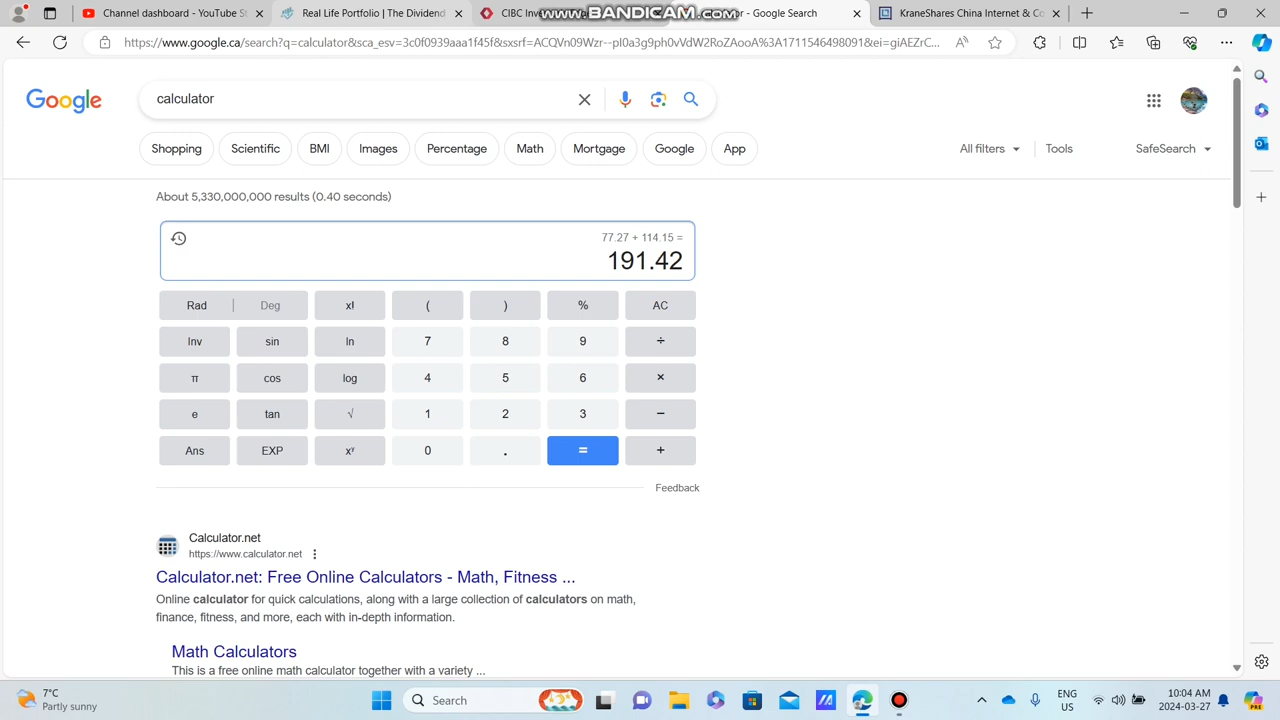 calculator - YouTube St
Real Life Portfolio | The Dividend
CIBC Inv
www.BANDICAM.com
or - Google Search
KraneShares China Internet & Co
https://www.google.ca/search?q=calculator&sca_esv=3c0f0939aaa1f45f&sxsrf=ACQVn09Wzr--pI0a3g9ph0vVdW2RoZAooA%3A1711546498091&ei=giAEZrC...
Google
calculator
Shopping
Scientific
BMI
Images
Percentage
Math
Mortgage
Google
App
All filters
Tools
SafeSearch
About 5,330,000,000 results (0.40 seconds)
77.27 + 114.15 =
191.42
Rad | Deg x! ( ) % AC
Inv sin ln 7 8 9 ÷
π cos log 4 5 6 ×
e tan √ 1 2 3 −
Ans EXP xʸ 0 . = +
Feedback
Calculator.net
https://www.calculator.net
Calculator.net: Free Online Calculators - Math, Fitness ...
Online calculator for quick calculations, along with a large collection of calculators on math,
finance, fitness, and more, each with in-depth information.
Math Calculators
This is a free online math calculator together with a variety ...
7°C
Partly sunny
Search
ENG
US
10:04 AM
2024-03-27
PRE